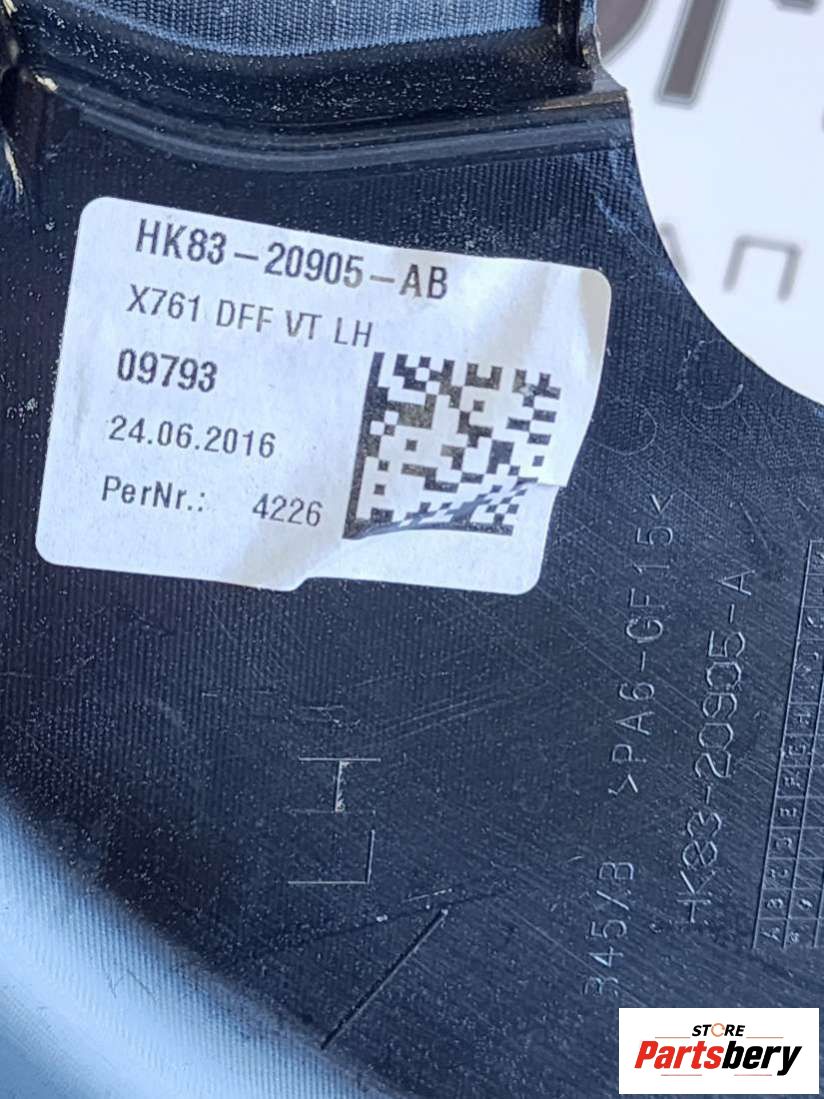 HK83-20905-AB
X761 DFF VT LH
09793
24.06.2016
PerNr.: 4226
LH
>PA6-GF15<
HK83-20905-A
STORE
Partsbery